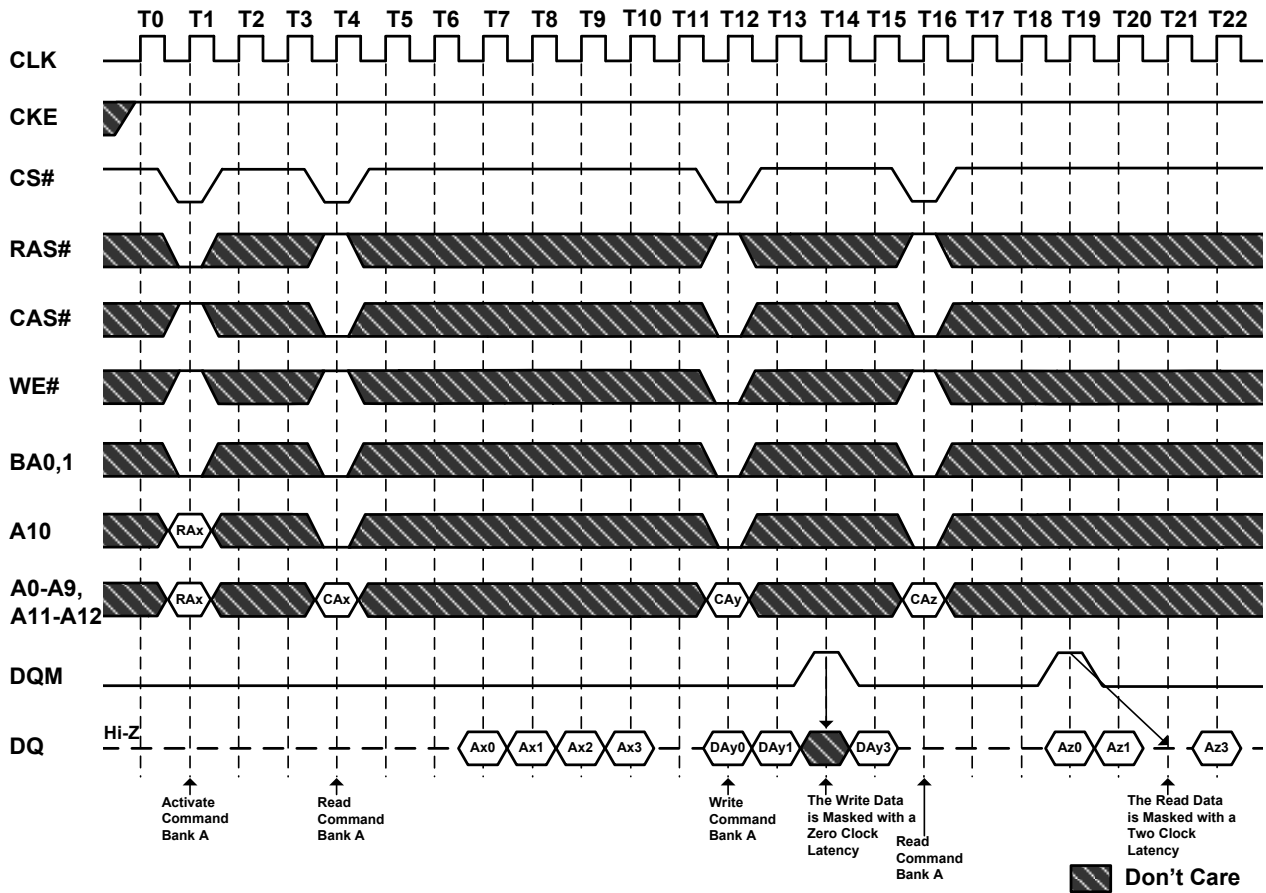 T0 T1 T2 T3 T4 T5 T6 T7 T8 T9 T10 T11 T12 T13 T14 T15 T16 T17 T18 T19 T20 T21 T22
CLK
CKE
CS#
RAS#
CAS#
WE#
BA0,1
A10 RAx
A0-A9,
A11-A12 RAx CAx CAy CAz
DQM
Hi-Z
DQ Ax0 Ax1 Ax2 Ax3 DAy0 DAy1 DAy3 Az0 Az1 Az3
Activate
Command
Bank A
Read
Command
Bank A
Write
Command
Bank A
The Write Data
is Masked with a
Zero Clock
Latency
Read
Command
Bank A
The Read Data
is Masked with a
Two Clock
Latency
Don't Care